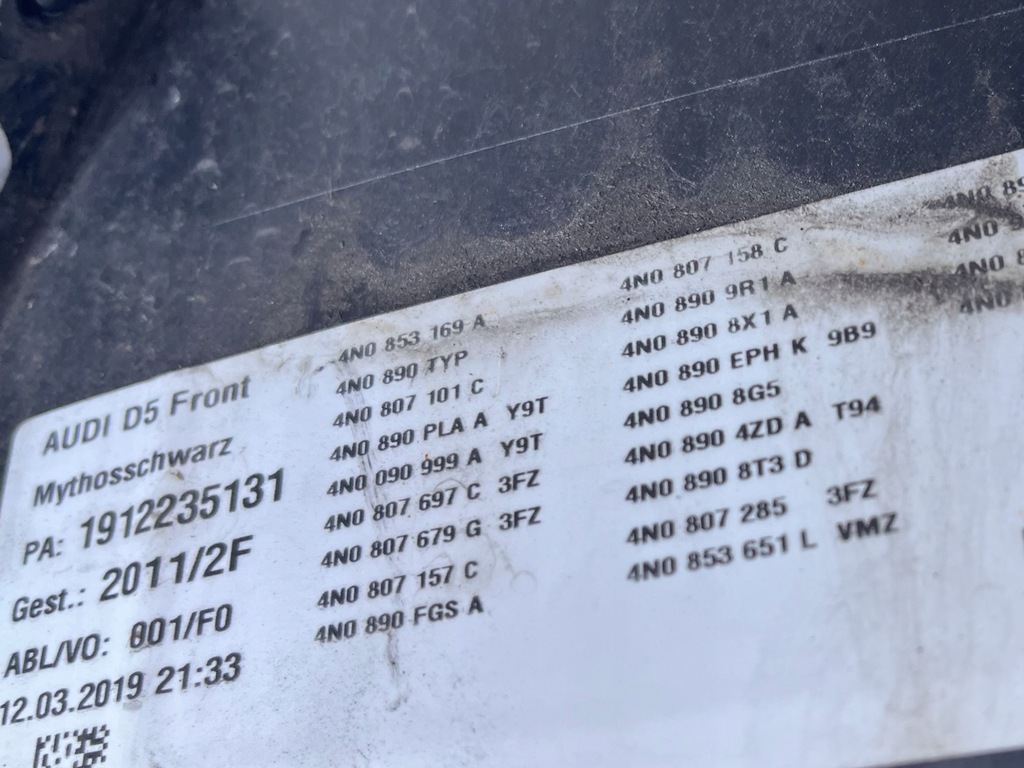 AUDI D5 Front
Mythosschwarz
PA: 1912235131
Gest.: 2011/2F
ABL/VO: 001/F0
12.03.2019 21:33
4N0 853 169 A
4N0 890 TYP
4N0 807 101 C
4N0 890 PLA A Y9T
4N0 090 999 A Y9T
4N0 807 697 C 3FZ
4N0 807 679 G 3FZ
4N0 807 157 C
4N0 890 FGS A
4N0 807 158 C
4N0 890 9R1 A
4N0 890 8X1 A
4N0 890 EPH K 9B9
4N0 890 8G5
4N0 890 4ZD A T94
4N0 890 8T3 D
4N0 807 285 3FZ
4N0 853 651 L VMZ
4N0
4N0
4N0
4N0